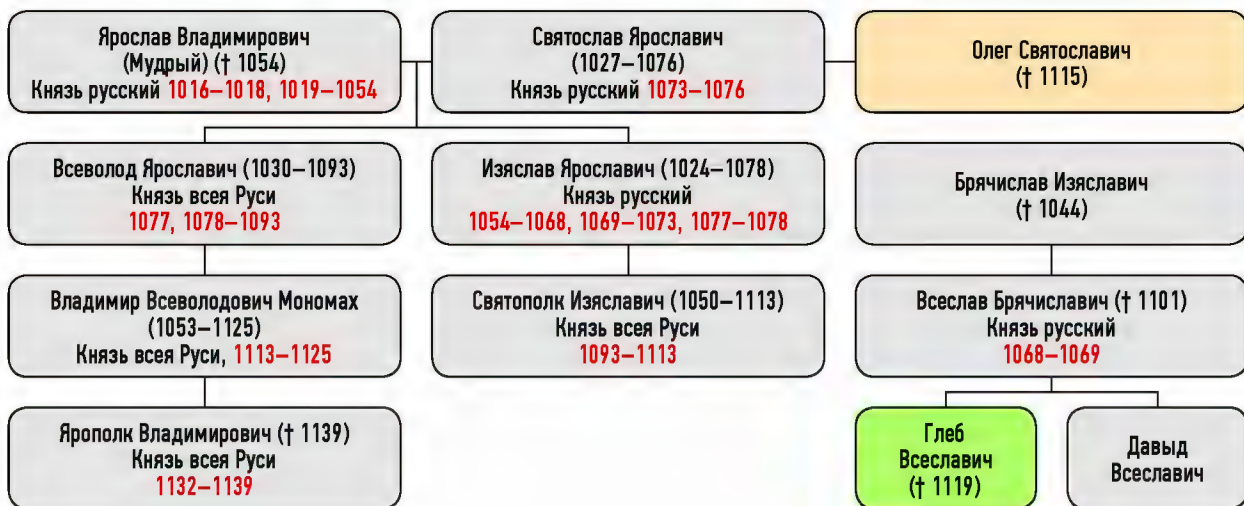 Ярослав Владимирович
(Мудрый) († 1054)
Князь русский 1016–1018, 1019–1054
Святослав Ярославич
(1027–1076)
Князь русский 1073–1076
Олег Святославич
(† 1115)
Всеволод Ярославич (1030–1093)
Князь всея Руси
1077, 1078–1093
Изяслав Ярославич (1024–1078)
Князь русский
1054–1068, 1069–1073, 1077–1078
Брячислав Изяславич
(† 1044)
Владимир Всеволодович Мономах
(1053–1125)
Князь всея Руси, 1113–1125
Святополк Изяславич (1050–1113)
Князь всея Руси
1093–1113
Всеслав Брячиславич († 1101)
Князь русский
1068–1069
Ярополк Владимирович († 1139)
Князь всея Руси
1132–1139
Глеб
Всеславич
(† 1119)
Давыд
Всеславич